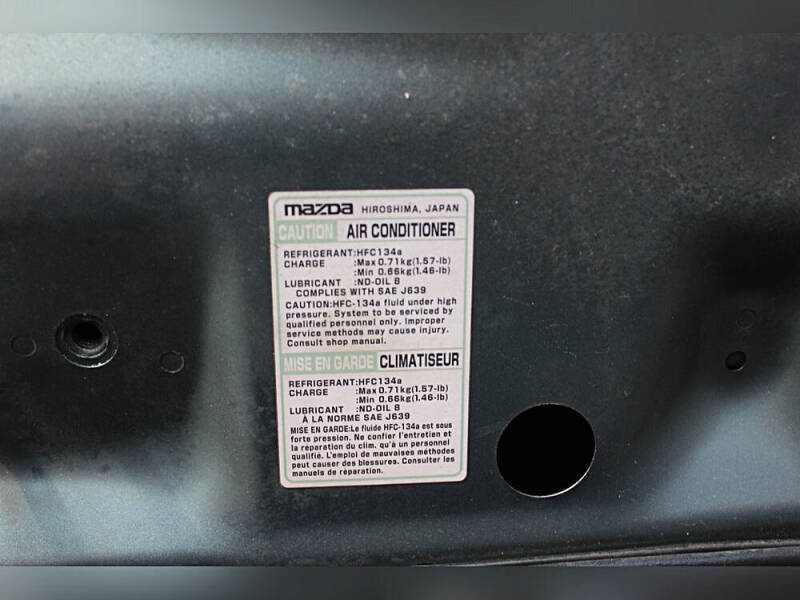 mazda HIROSHIMA, JAPAN
CAUTION AIR CONDITIONER
REFRIGERANT:HFC134a
CHARGE :Max 0.71kg(1.57-lb)
:Min 0.66kg(1.46-lb)
LUBRICANT :ND-OIL 8
COMPLIES WITH SAE J639
CAUTION:HFC-134a fluid under high
pressure. System to be serviced by
qualified personnel only. Improper
service methods may cause injury.
Consult shop manual.
MISE EN GARDE CLIMATISEUR
REFRIGERANT:HFC134a
CHARGE :Max 0.71kg(1.57-lb)
:Min 0.66kg(1.46-lb)
LUBRICANT :ND-OIL 8
À LA NORME SAE J639
MISE EN GARDE:Le fluide HFC-134a est sous
forte pression. Ne confier l'entretien et
la réparation du clim. qu'à un personnel
qualifié. L'emploi de mauvaises méthodes
peut causer des blessures. Consulter les
manuels de réparation.